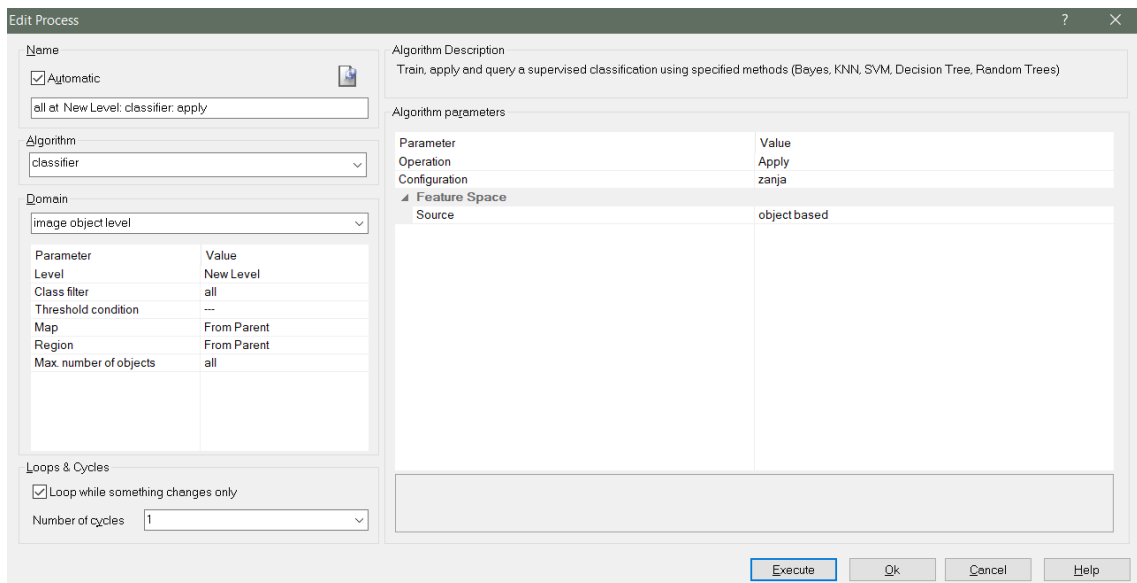 Edit Process
? ×
Name
Automatic
all at New Level: classifier: apply
Algorithm
classifier
Domain
image object level
Parameter Value
Level New Level
Class filter all
Threshold condition ---
Map From Parent
Region From Parent
Max. number of objects all
Loops & Cycles
Loop while something changes only
Number of cycles 1
Algorithm Description
Train, apply and query a supervised classification using specified methods (Bayes, KNN, SVM, Decision Tree, Random Trees)
Algorithm parameters
Parameter Value
Operation Apply
Configuration zanja
Feature Space
Source object based
Execute Ok Cancel Help